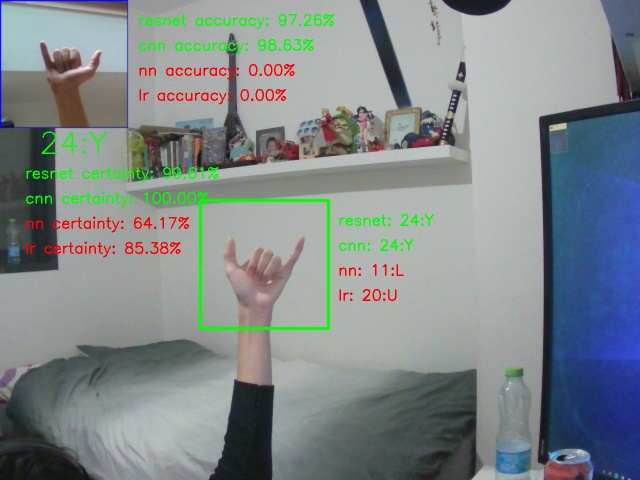 resnet accuracy: 97.26%
cnn accuracy: 98.63%
nn accuracy: 0.00%
lr accuracy: 0.00%
24:Y
resnet certainty: 99.81%
cnn certainty: 100.00%
nn certainty: 64.17%
lr certainty: 85.38%
resnet: 24:Y
cnn: 24:Y
nn: 11:L
lr: 20:U